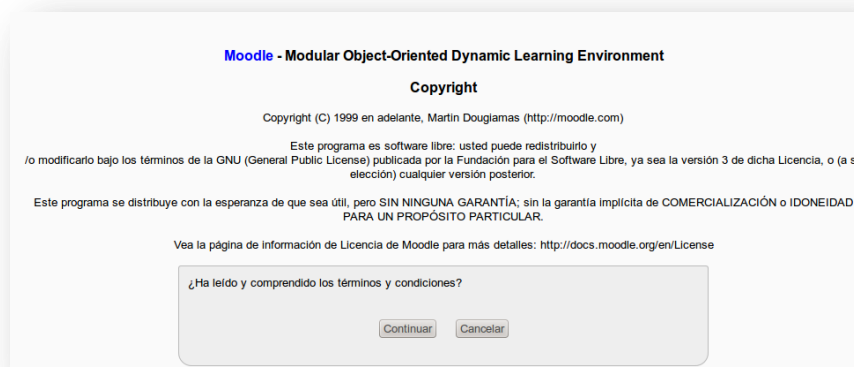 Moodle - Modular Object-Oriented Dynamic Learning Environment
Copyright
Copyright (C) 1999 en adelante, Martin Dougiamas (http://moodle.com)
Este programa es software libre: usted puede redistribuirlo y
/o modificarlo bajo los términos de la GNU (General Public License) publicada por la Fundación para el Software Libre, ya sea la versión 3 de dicha Licencia, o (a s
elección) cualquier versión posterior.
Este programa se distribuye con la esperanza de que sea útil, pero SIN NINGUNA GARANTÍA; sin la garantía implícita de COMERCIALIZACIÓN o IDONEIDAD
PARA UN PROPÓSITO PARTICULAR.
Vea la página de información de Licencia de Moodle para más detalles: http://docs.moodle.org/en/License
¿Ha leído y comprendido los términos y condiciones?
Continuar Cancelar